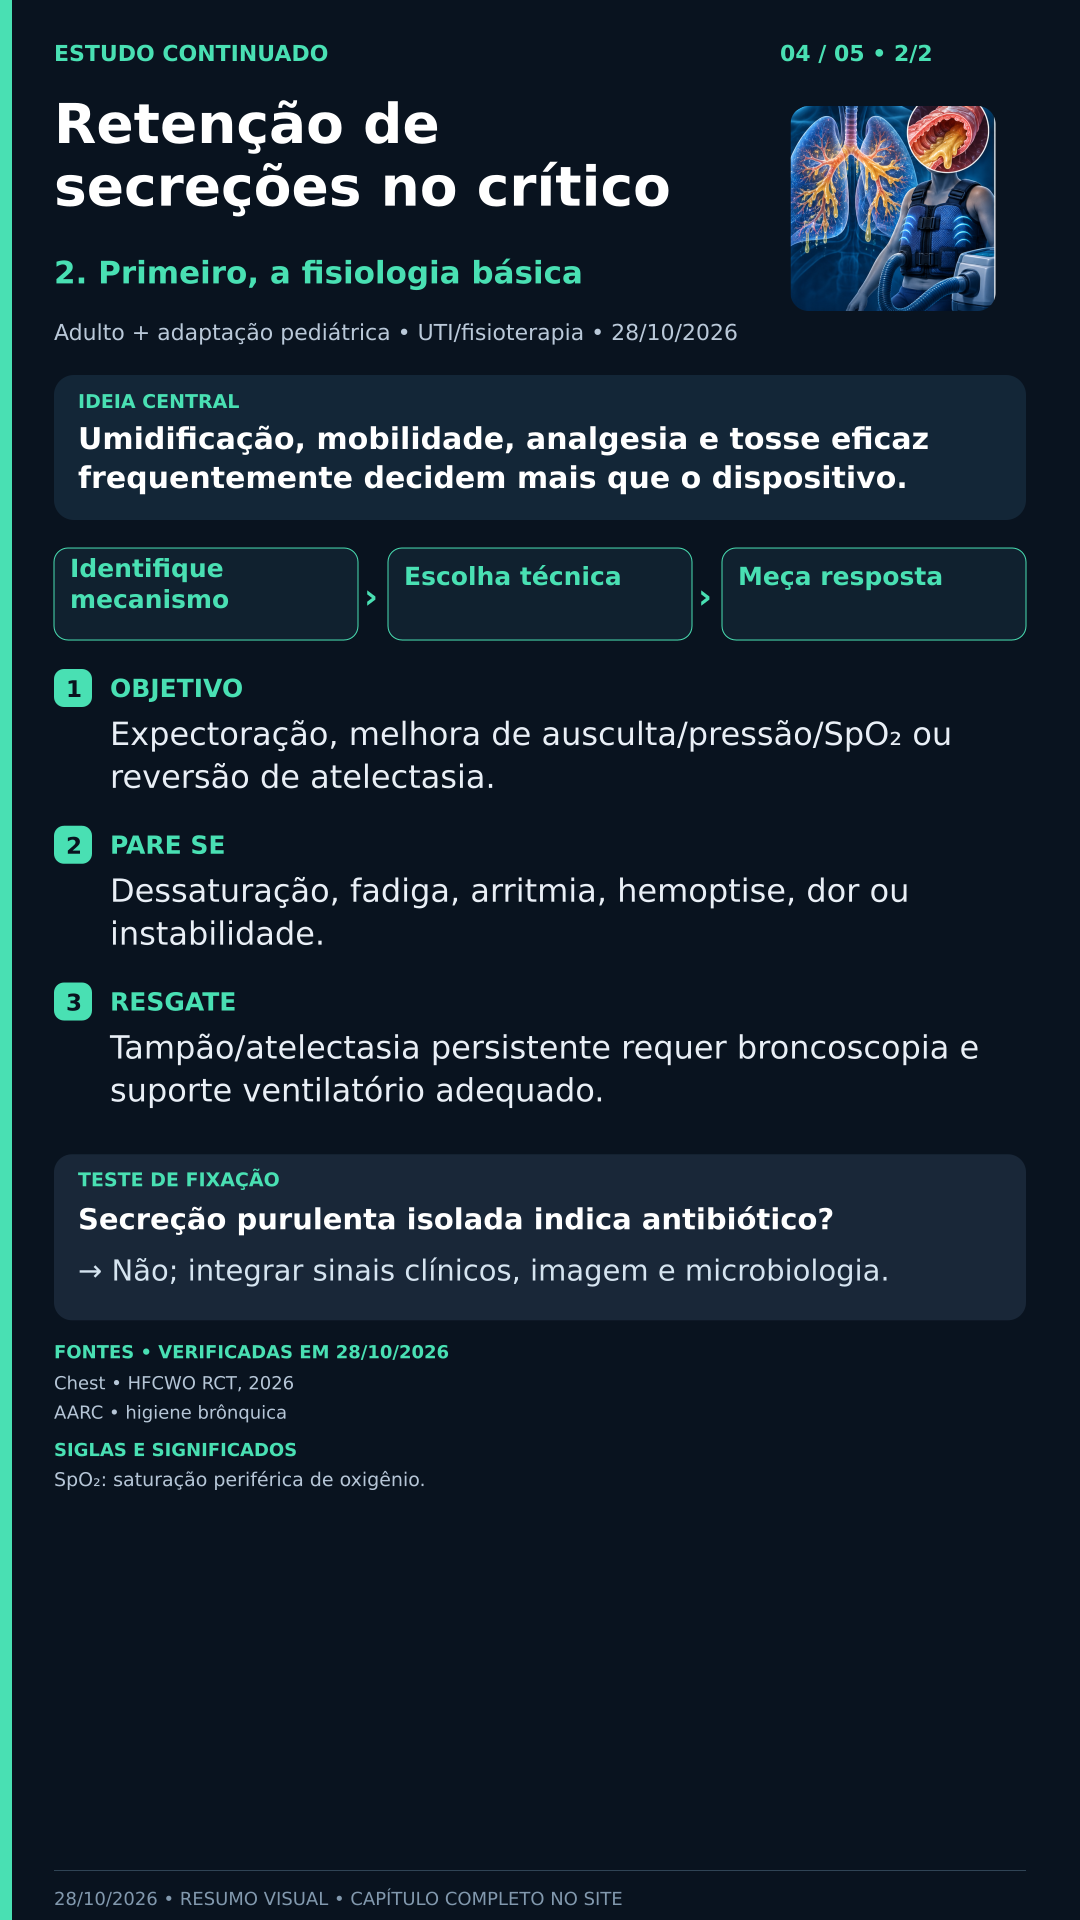 ESTUDO CONTINUADO
04 / 05 • 2/2
Retenção de
secreções no crítico
2. Primeiro, a fisiologia básica
Adulto + adaptação pediátrica • UTI/fisioterapia • 28/10/2026
IDEIA CENTRAL
Umidificação, mobilidade, analgesia e tosse eficaz
frequentemente decidem mais que o dispositivo.
Identifique
mecanismo
›
Escolha técnica
›
Meça resposta
1 OBJETIVO
Expectoração, melhora de ausculta/pressão/SpO₂ ou
reversão de atelectasia.
2 PARE SE
Dessaturação, fadiga, arritmia, hemoptise, dor ou
instabilidade.
3 RESGATE
Tampão/atelectasia persistente requer broncoscopia e
suporte ventilatório adequado.
TESTE DE FIXAÇÃO
Secreção purulenta isolada indica antibiótico?
→ Não; integrar sinais clínicos, imagem e microbiologia.
FONTES • VERIFICADAS EM 28/10/2026
Chest • HFCWO RCT, 2026
AARC • higiene brônquica
SIGLAS E SIGNIFICADOS
SpO₂: saturação periférica de oxigênio.
28/10/2026 • RESUMO VISUAL • CAPÍTULO COMPLETO NO SITE